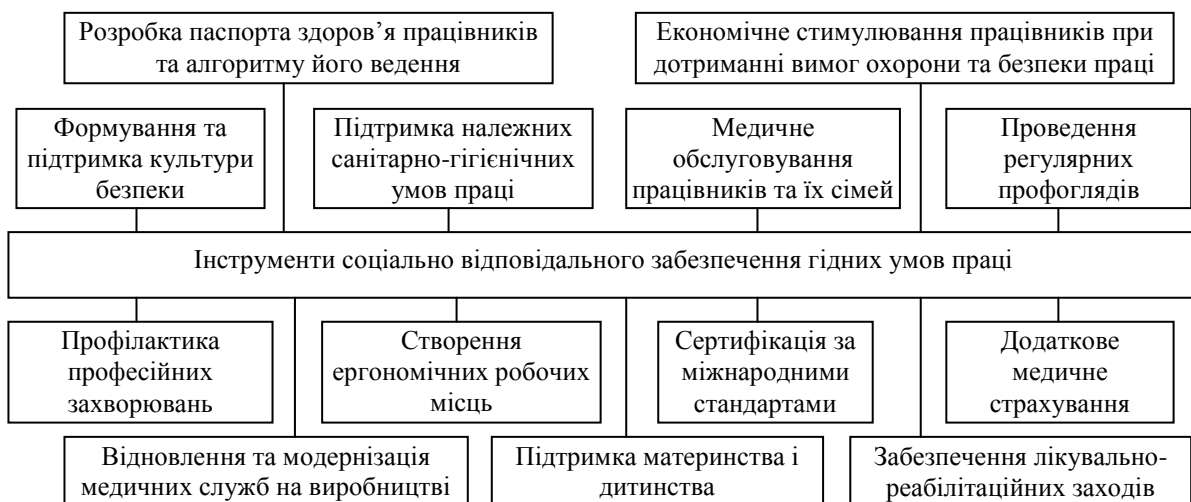 Розробка паспорта здоров’я працівників
та алгоритму його ведення
Економічне стимулювання працівників при
дотриманні вимог охорони та безпеки праці
Формування та
підтримка культури
безпеки
Підтримка належних
санітарно-гігієнічних
умов праці
Медичне
обслуговування
працівників та їх сімей
Проведення
регулярних
профоглядів
Інструменти соціально відповідального забезпечення гідних умов праці
Профілактика
професійних
захворювань
Створення
ергономічних робочих
місць
Сертифікація за
міжнародними
стандартами
Додаткове
медичне
страхування
Відновлення та модернізація
медичних служб на виробництві
Підтримка материнства і
дитинства
Забезпечення лікувально-
реабілітаційних заходів